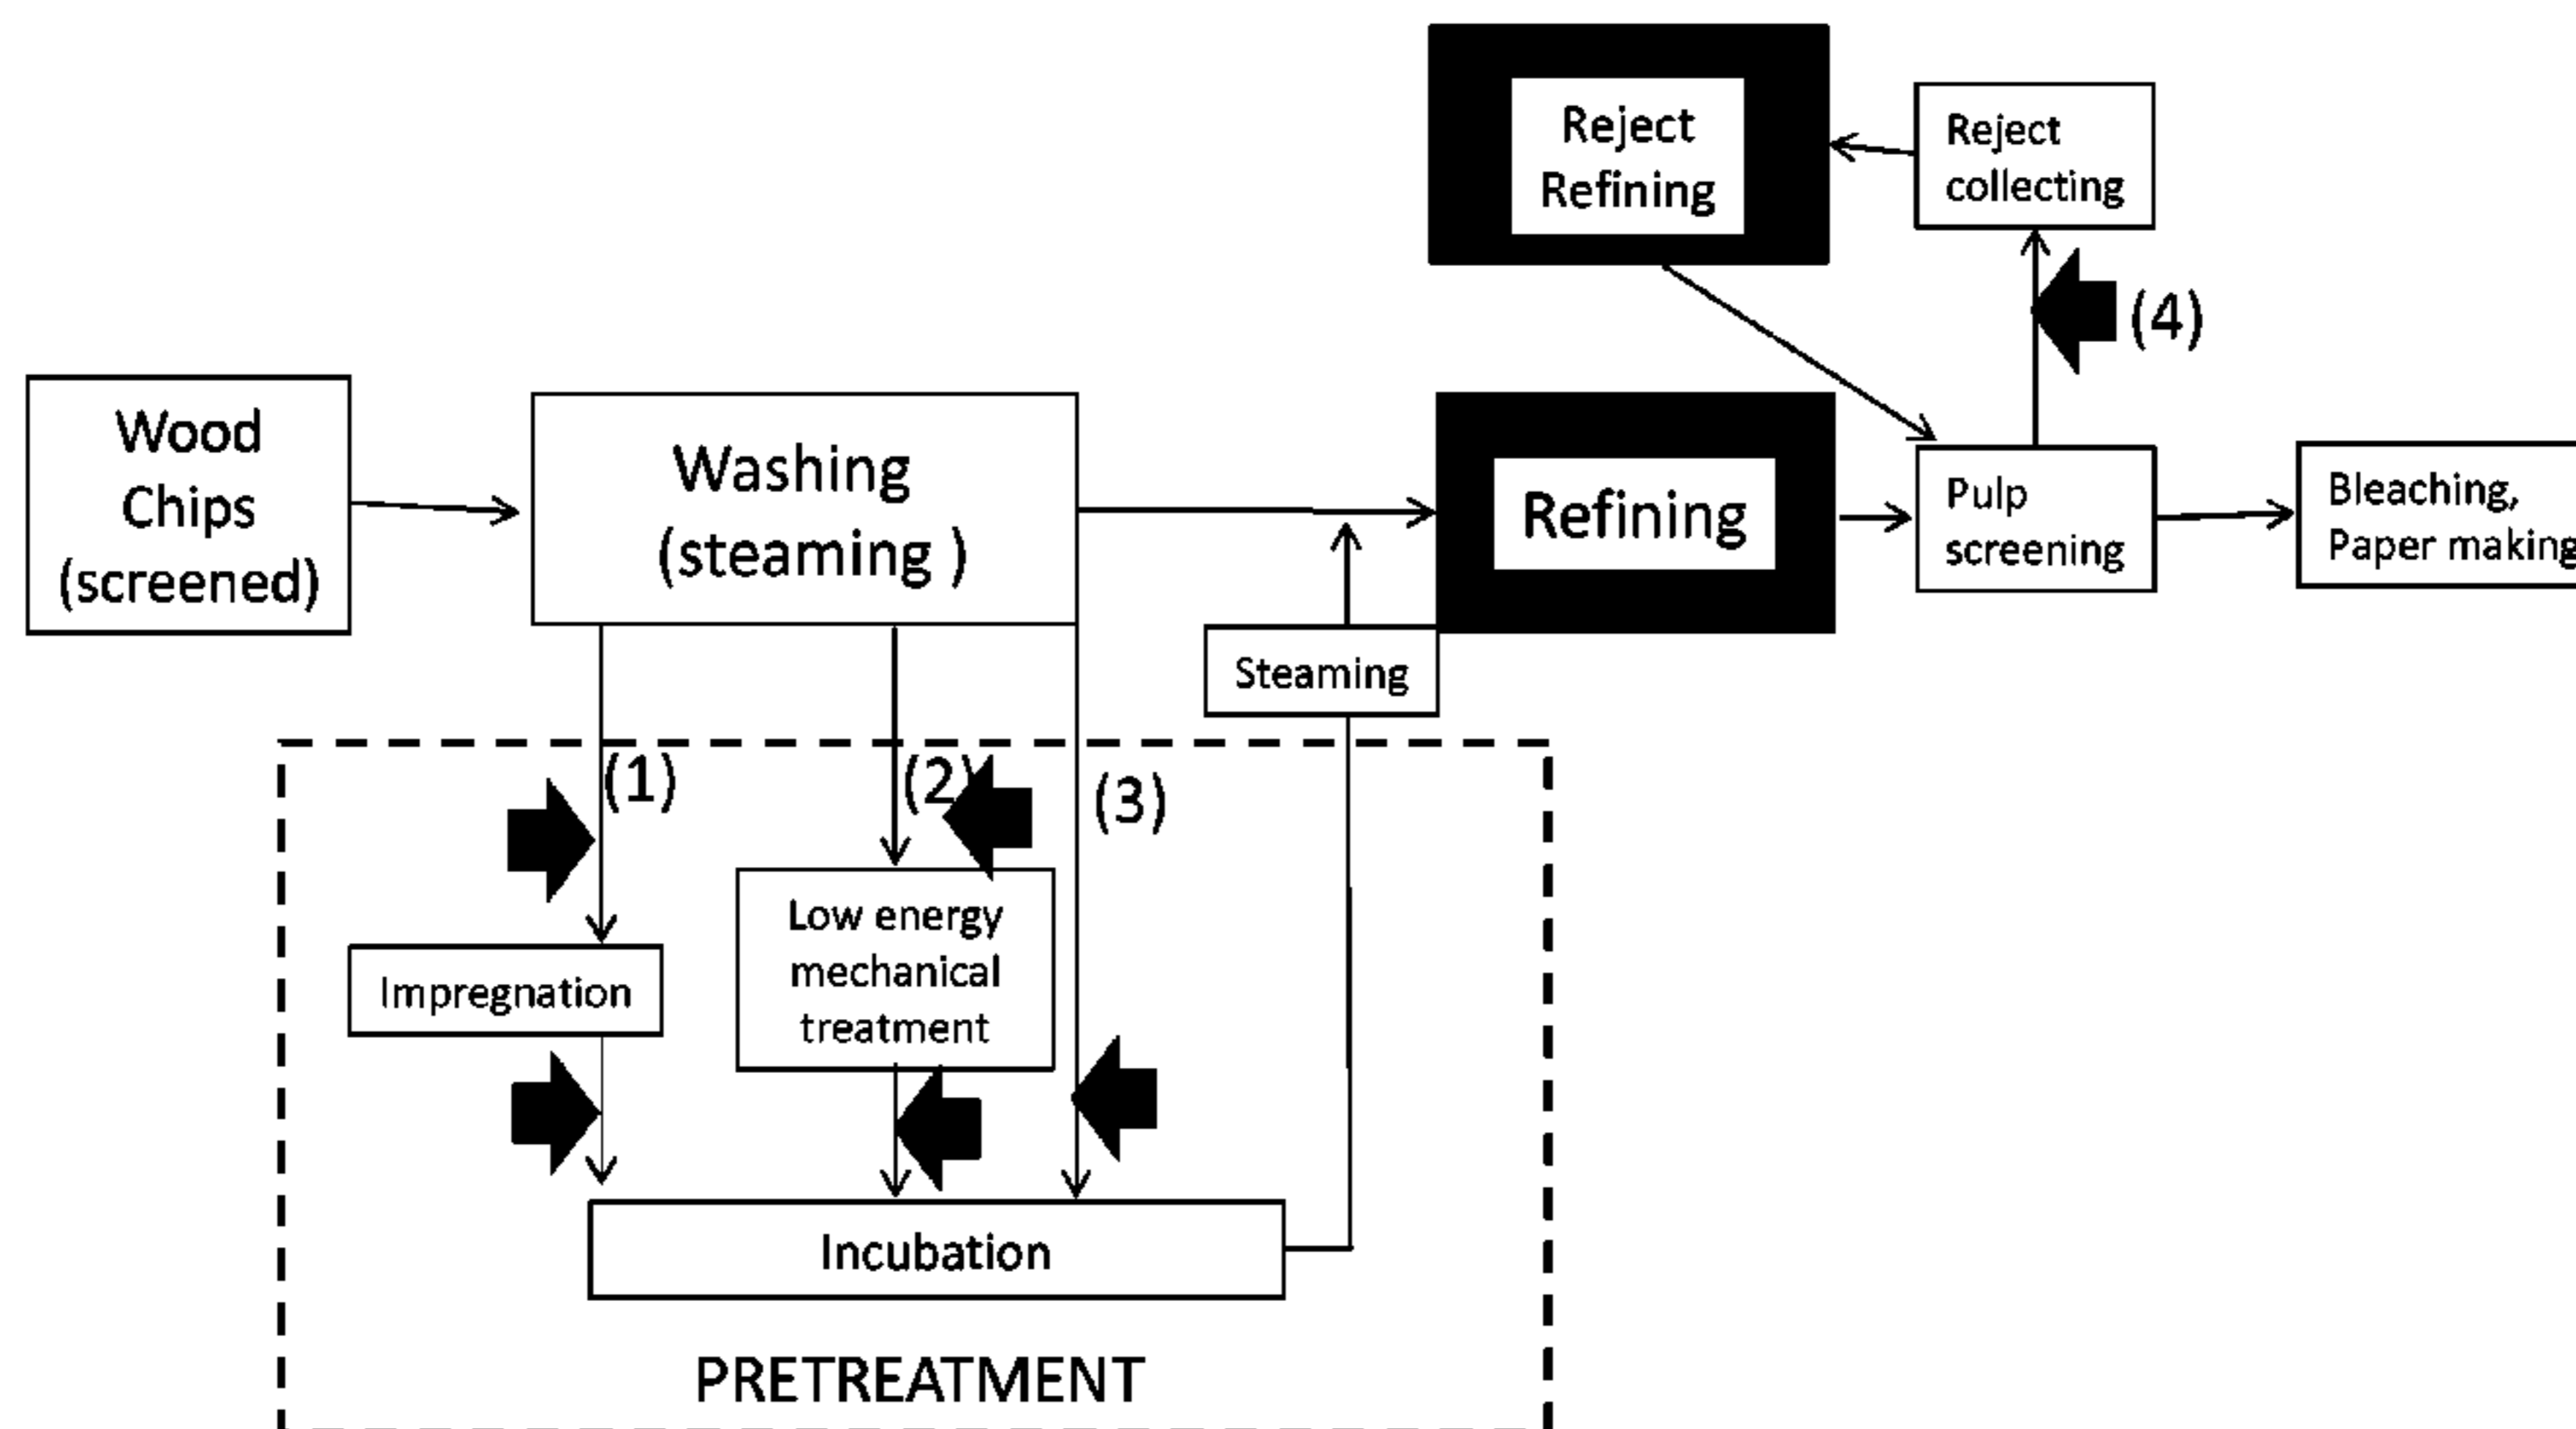 Reject
Refining
Reject
collecting
(4)
Wood
Chips
(screened)
Washing
(steaming )
Refining
Pulp
screening
Bleaching,
Paper making
Steaming
(1)
(2)
(3)
Low energy
mechanical
treatment
Impregnation
Incubation
PRETREATMENT